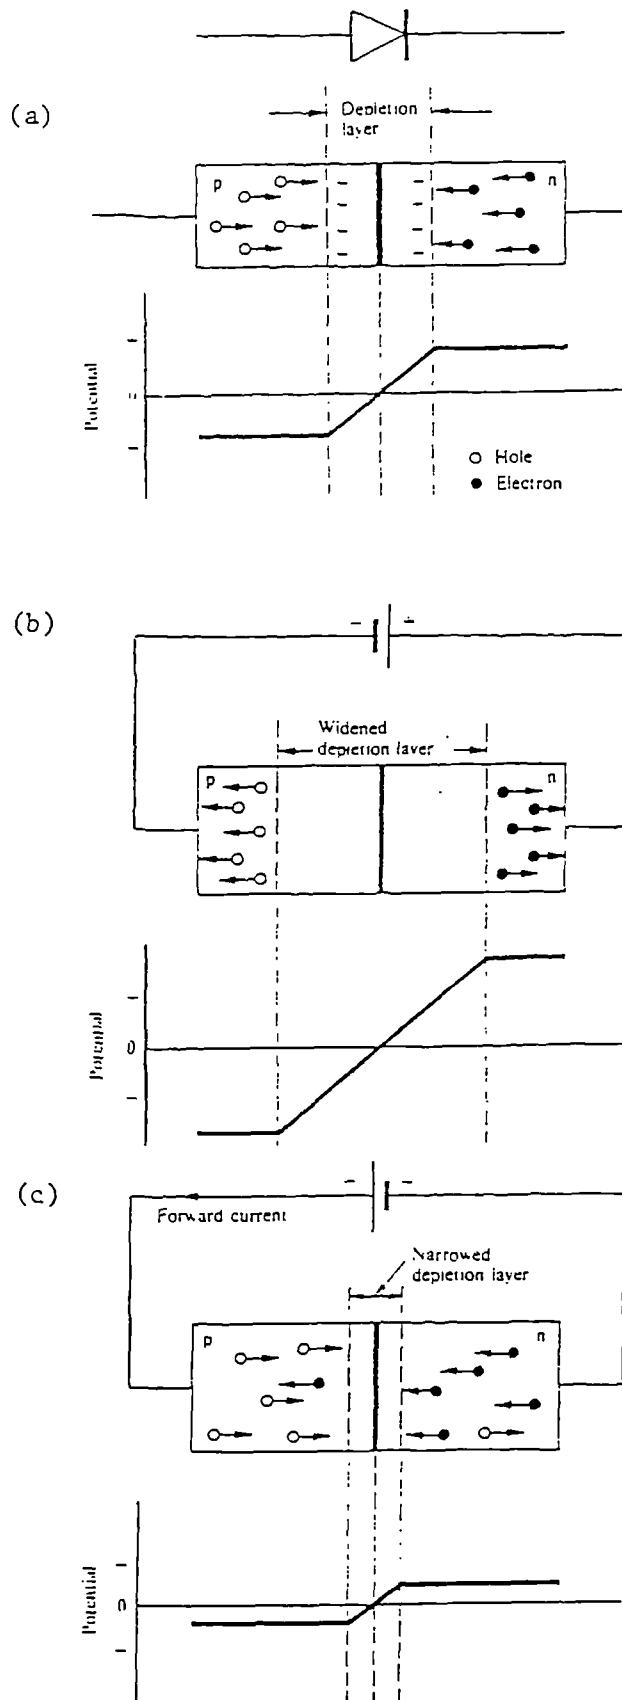 (a)
Depletion
layer
p
n
– –
– –
– –
– –
–
Potential
0
–
○ Hole
● Electron
(b)
– +
Widened
depletion layer
p
n
–
Potential
0
–
(c)
– –
Forward current
Narrowed
depletion layer
p
n
–
Potential
0
–